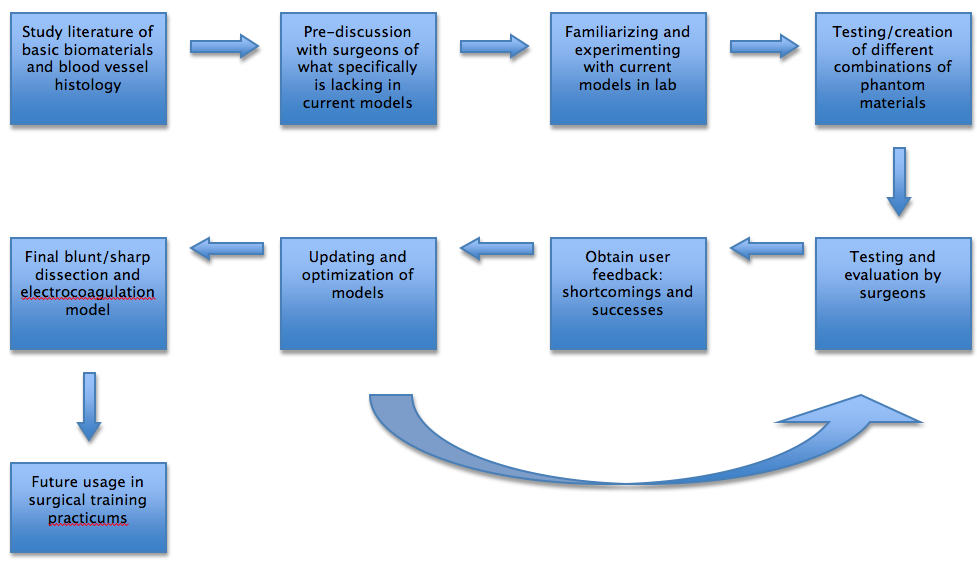 Study literature of
basic biomaterials
and blood vessel
histology
Pre-discussion
with surgeons of
what specifically
is lacking in
current models
Familiarizing and
experimenting
with current
models in lab
Testing/creation
of different
combinations of
phantom
materials
Testing and
evaluation by
surgeons
Obtain user
feedback:
shortcomings and
successes
Updating and
optimization of
models
Final blunt/sharp
dissection and
electrocoagulation
model
Future usage in
surgical training
practicums